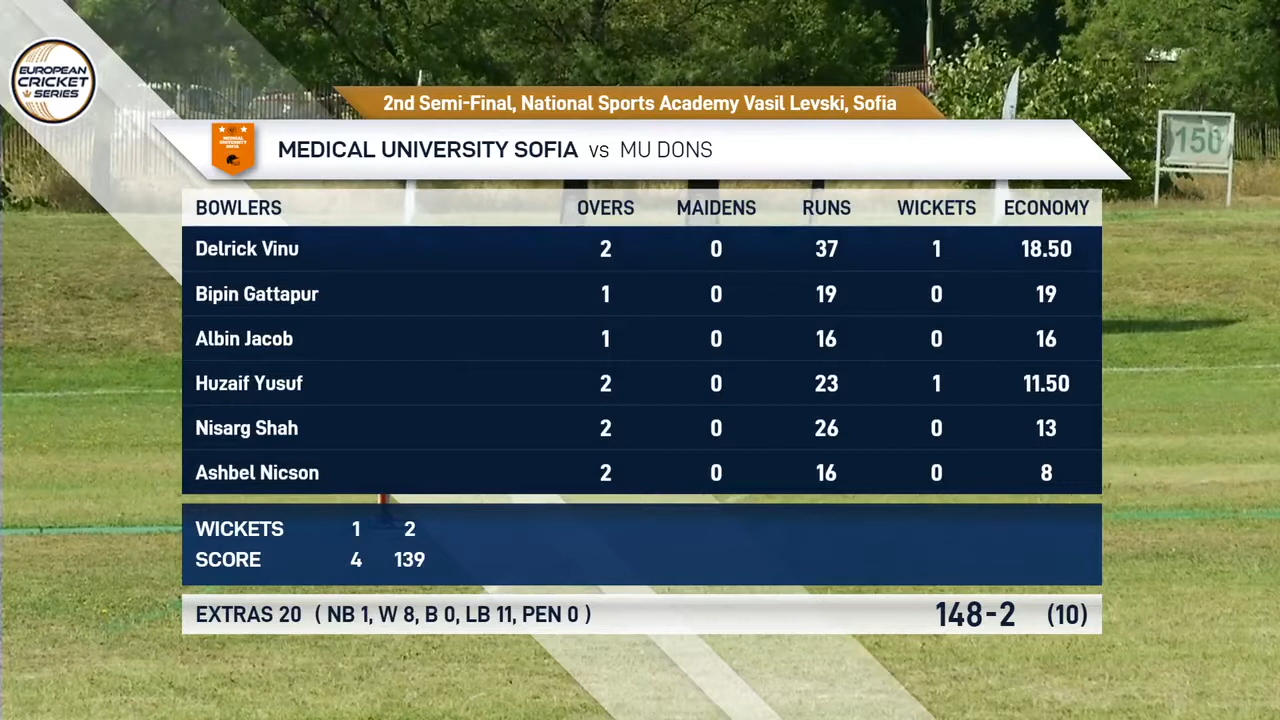 EUROPEAN
CRICKET
SERIES
2nd Semi-Final, National Sports Academy Vasil Levski, Sofia
MEDICAL
UNIVERSITY
SOFIA
MEDICAL UNIVERSITY SOFIA vs MU DONS
150
BOWLERS OVERS MAIDENS RUNS WICKETS ECONOMY
Delrick Vinu 2 0 37 1 18.50
Bipin Gattapur 1 0 19 0 19
Albin Jacob 1 0 16 0 16
Huzaif Yusuf 2 0 23 1 11.50
Nisarg Shah 2 0 26 0 13
Ashbel Nicson 2 0 16 0 8
WICKETS 1 2
SCORE 4 139
EXTRAS 20 ( NB 1, W 8, B 0, LB 11, PEN 0 ) 148-2 (10)